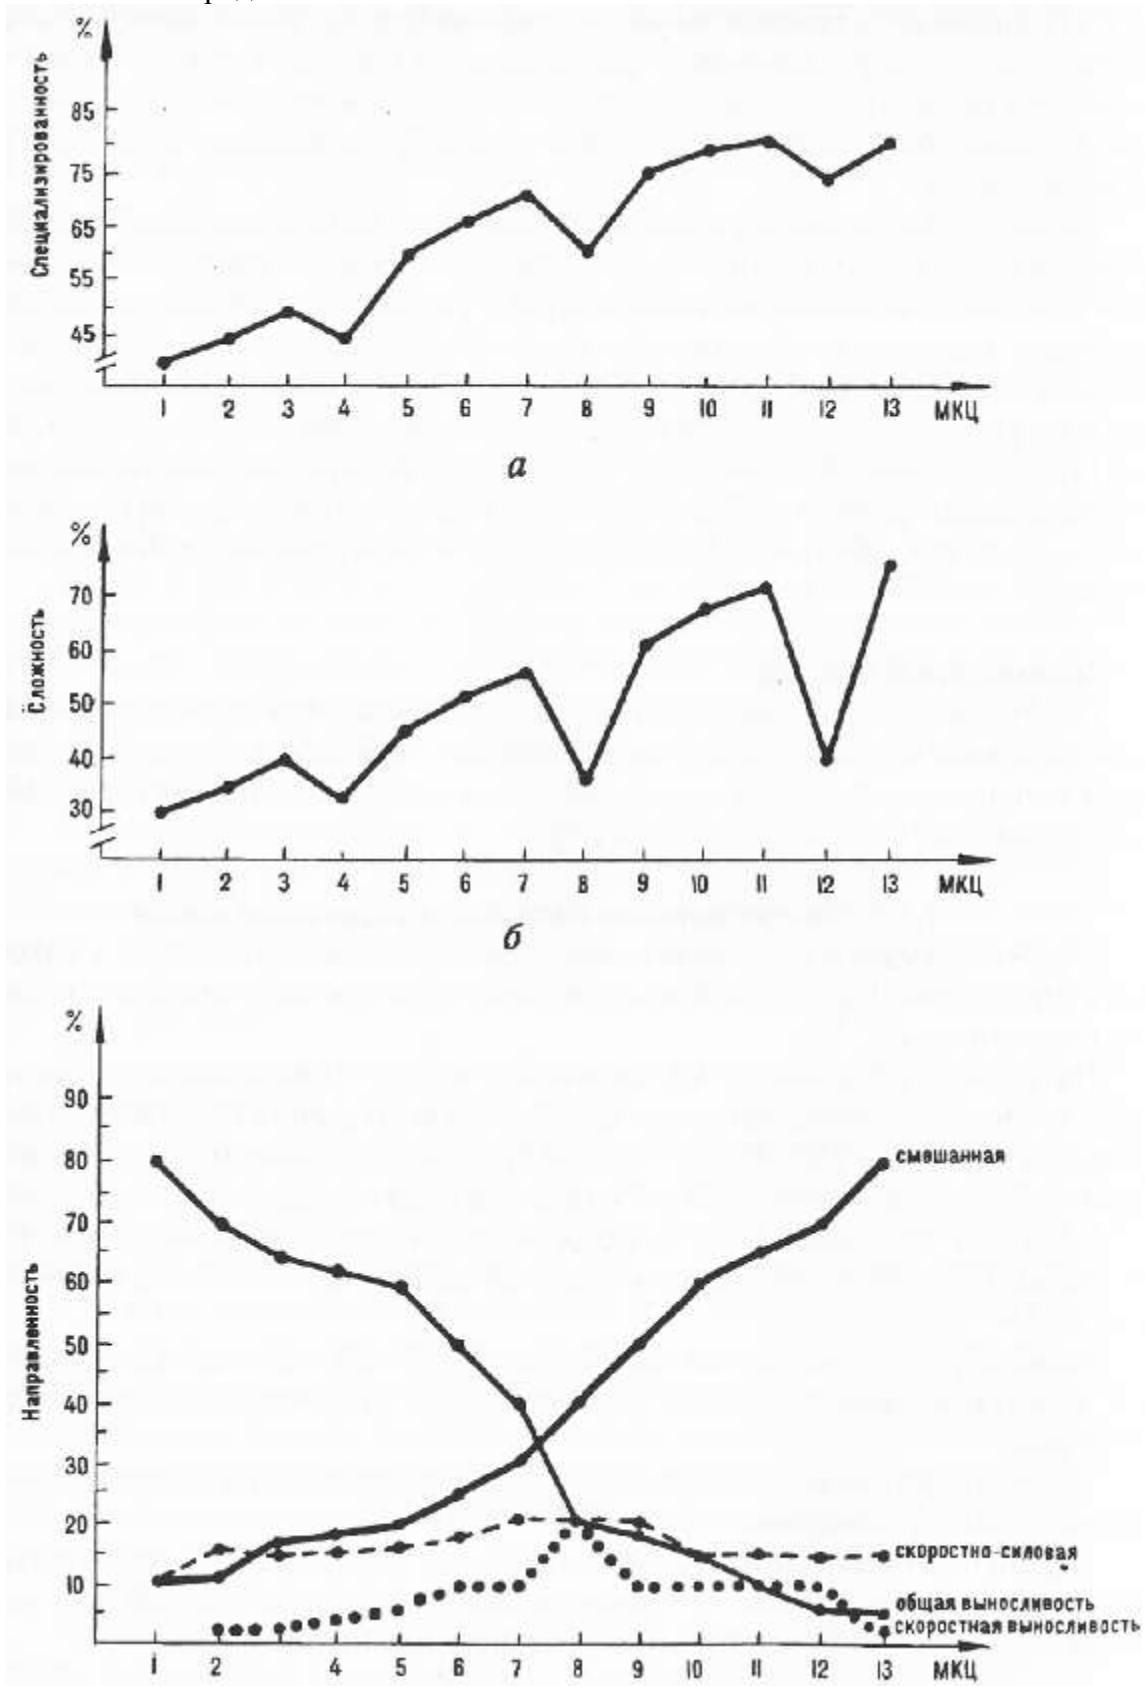 %
Специализированность
85
75
65
55
45
1 2 3 4 5 6 7 8 9 10 11 12 13 МКЦ
а
%
Сложность
70
60
50
40
30
1 2 3 4 5 6 7 8 9 10 11 12 13 МКЦ
б
%
Направленность
90
80
70
60
50
40
30
20
10
смешанная
скоростно-силовая
общая выносливость
скоростная выносливость
1 2 3 4 5 6 7 8 9 10 11 12 13 МКЦ